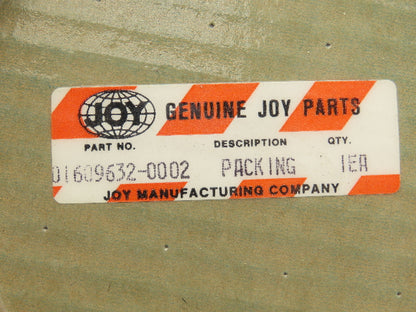 JOY GENUINE JOY PARTS
PART NO. DESCRIPTION QTY.
01609632-0002 PACKING 1EA
JOY MANUFACTURING COMPANY